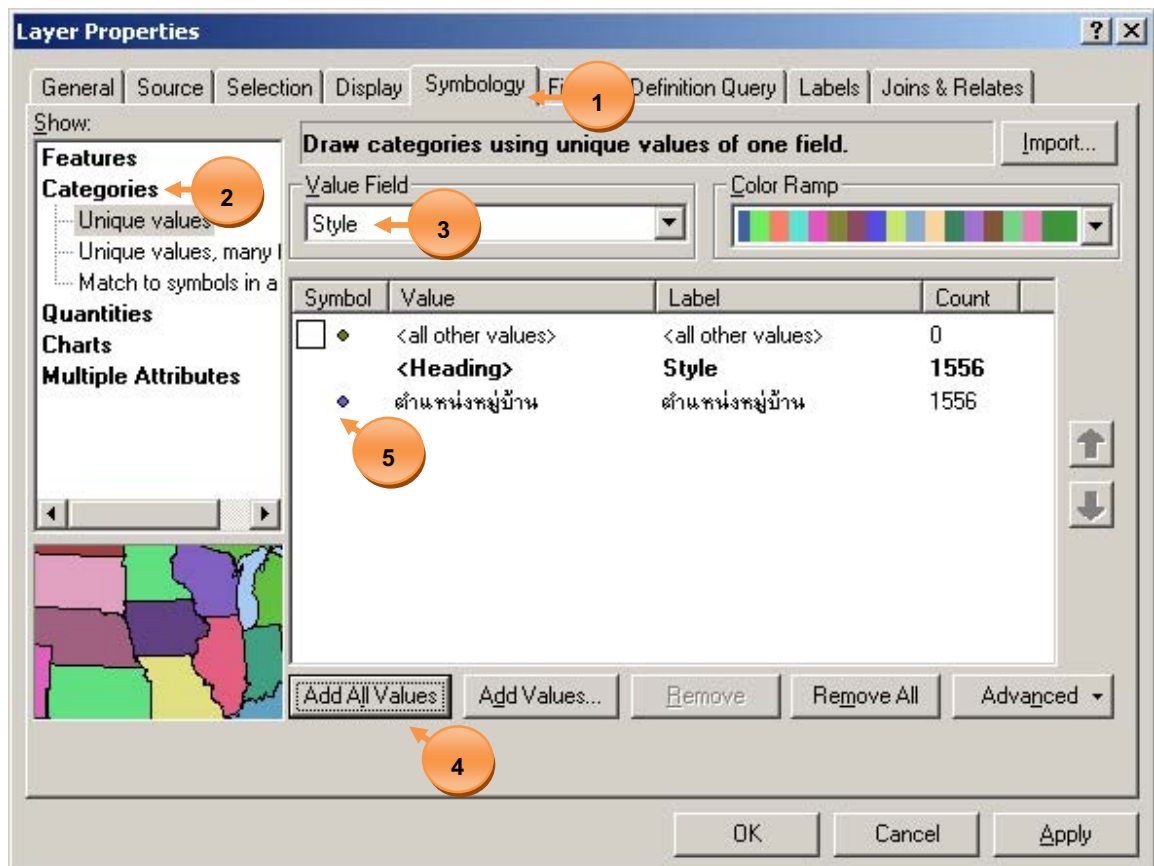 Layer Properties
General Source Selection Display Symbology Definition Query Labels Joins & Relates
1
Show:
Features
Categories
2
Unique values
Unique values, many
Match to symbols in a
Quantities
Charts
Multiple Attributes
Draw categories using unique values of one field.
Import...
Value Field
Style
3
Color Ramp
Symbol Value Label Count
<all other values> <all other values> 0
<Heading> Style 1556
ตำแหน่งหมู่บ้าน ตำแหน่งหมู่บ้าน 1556
5
Add All Values Add Values... Remove Remove All Advanced
4
OK Cancel Apply